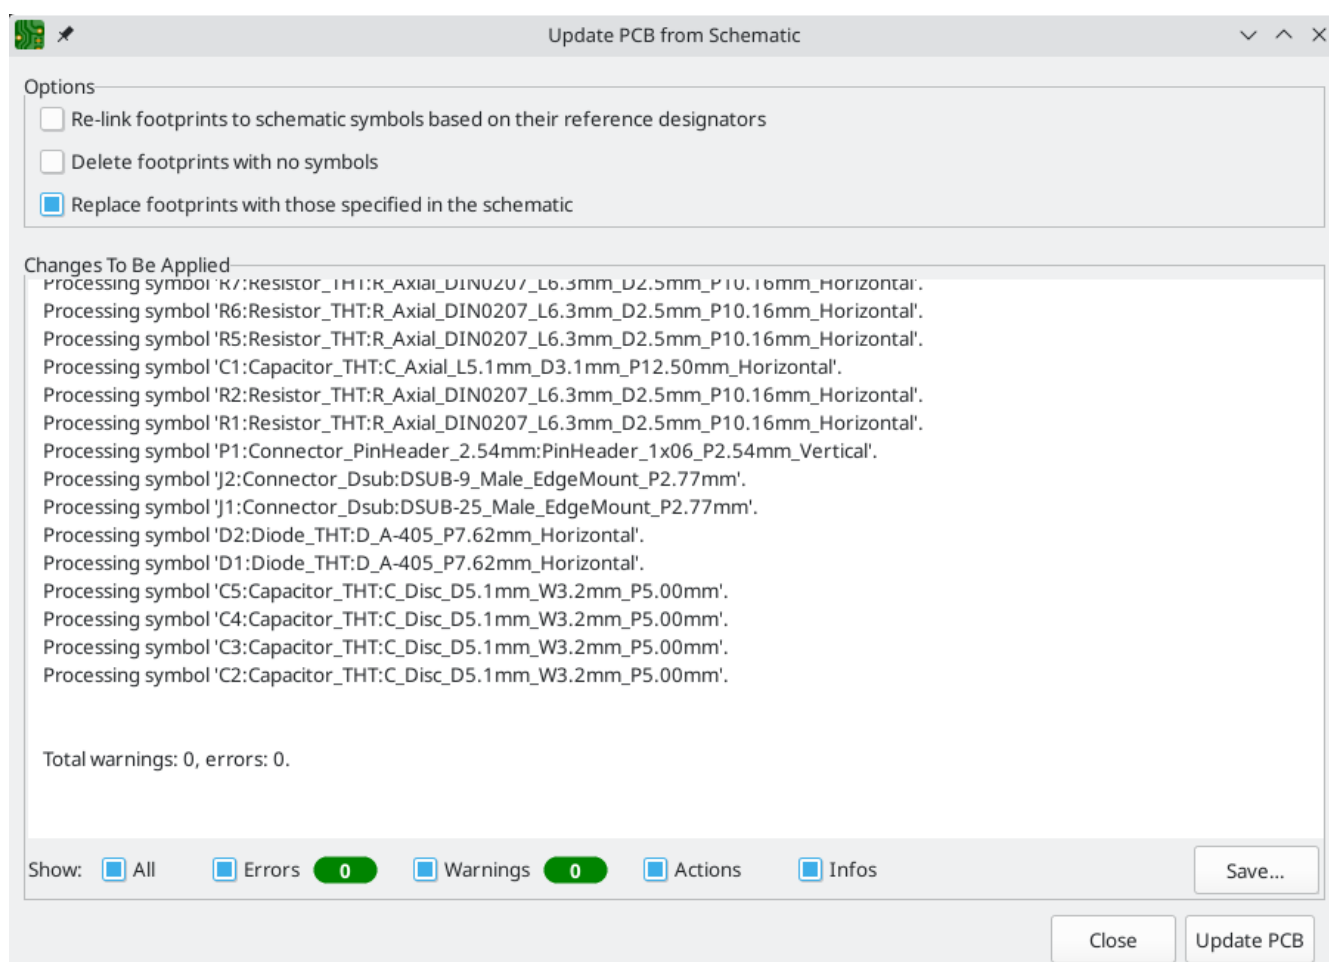 Update PCB from Schematic
Options
Re-link footprints to schematic symbols based on their reference designators
Delete footprints with no symbols
Replace footprints with those specified in the schematic
Changes To Be Applied
Processing symbol 'R7:Resistor_THT:R_Axial_DIN0207_L6.3mm_D2.5mm_P10.16mm_Horizontal'.
Processing symbol 'R6:Resistor_THT:R_Axial_DIN0207_L6.3mm_D2.5mm_P10.16mm_Horizontal'.
Processing symbol 'R5:Resistor_THT:R_Axial_DIN0207_L6.3mm_D2.5mm_P10.16mm_Horizontal'.
Processing symbol 'C1:Capacitor_THT:C_Axial_L5.1mm_D3.1mm_P12.50mm_Horizontal'.
Processing symbol 'R2:Resistor_THT:R_Axial_DIN0207_L6.3mm_D2.5mm_P10.16mm_Horizontal'.
Processing symbol 'R1:Resistor_THT:R_Axial_DIN0207_L6.3mm_D2.5mm_P10.16mm_Horizontal'.
Processing symbol 'P1:Connector_PinHeader_2.54mm:PinHeader_1x06_P2.54mm_Vertical'.
Processing symbol 'J2:Connector_Dsub:DSUB-9_Male_EdgeMount_P2.77mm'.
Processing symbol 'J1:Connector_Dsub:DSUB-25_Male_EdgeMount_P2.77mm'.
Processing symbol 'D2:Diode_THT:D_A-405_P7.62mm_Horizontal'.
Processing symbol 'D1:Diode_THT:D_A-405_P7.62mm_Horizontal'.
Processing symbol 'C5:Capacitor_THT:C_Disc_D5.1mm_W3.2mm_P5.00mm'.
Processing symbol 'C4:Capacitor_THT:C_Disc_D5.1mm_W3.2mm_P5.00mm'.
Processing symbol 'C3:Capacitor_THT:C_Disc_D5.1mm_W3.2mm_P5.00mm'.
Processing symbol 'C2:Capacitor_THT:C_Disc_D5.1mm_W3.2mm_P5.00mm'.
Total warnings: 0, errors: 0.
Show: All Errors 0 Warnings 0 Actions Infos Save...
Close Update PCB